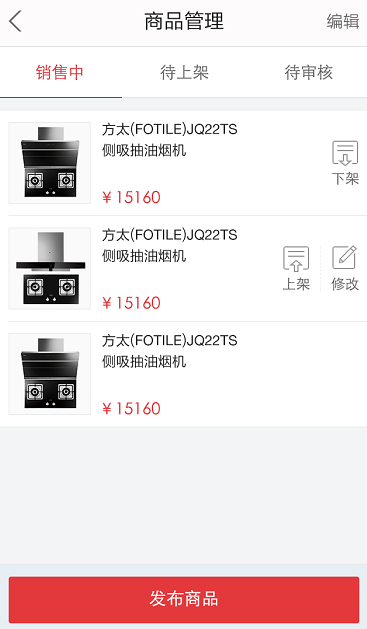 商品管理
编辑
销售中
待上架
待审核
方太(FOTILE)JQ22TS
侧吸抽油烟机
¥15160
下架
方太(FOTILE)JQ22TS
侧吸抽油烟机
¥15160
上架
修改
方太(FOTILE)JQ22TS
侧吸抽油烟机
¥15160
发布商品